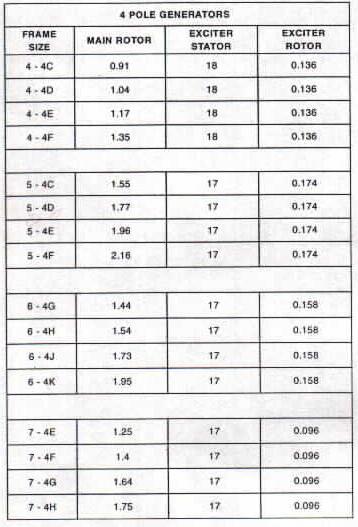 4 POLE GENERATORS
FRAME SIZE MAIN ROTOR EXCITER STATOR EXCITER ROTOR
4 - 4C 0.91 18 0.136
4 - 4D 1.04 18 0.136
4 - 4E 1.17 18 0.136
4 - 4F 1.35 18 0.136
5 - 4C 1.55 17 0.174
5 - 4D 1.77 17 0.174
5 - 4E 1.96 17 0.174
5 - 4F 2.16 17 0.174
6 - 4G 1.44 17 0.158
6 - 4H 1.54 17 0.158
6 - 4J 1.73 17 0.158
6 - 4K 1.95 17 0.158
7 - 4E 1.25 17 0.096
7 - 4F 1.4 17 0.096
7 - 4G 1.64 17 0.096
7 - 4H 1.75 17 0.096